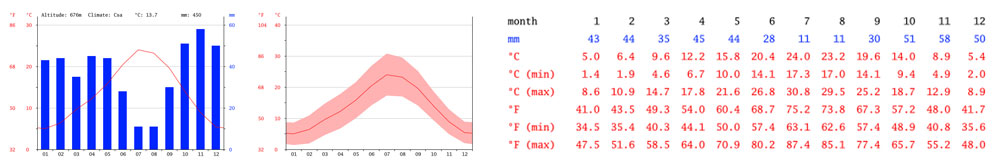 °F °C Altitude: 676m Climate: Csa °C: 13.7 mm: 450 mm
86 30 60
68 20 40
50 10 20
32 0 0
01 02 03 04 05 06 07 08 09 10 11 12
°F °C
104 40
86 30
68 20
50 10
32 0
01 02 03 04 05 06 07 08 09 10 11 12
month 1 2 3 4 5 6 7 8 9 10 11 12
mm 43 44 35 45 44 28 11 11 30 51 58 50
°C 5.0 6.4 9.6 12.2 15.8 20.4 24.0 23.2 19.6 14.0 8.9 5.4
°C (min) 1.4 1.9 4.6 6.7 10.0 14.1 17.3 17.0 14.1 9.4 4.9 2.0
°C (max) 8.6 10.9 14.7 17.8 21.6 26.8 30.8 29.5 25.2 18.7 12.9 8.9
°F 41.0 43.5 49.3 54.0 60.4 68.7 75.2 73.8 67.3 57.2 48.0 41.7
°F (min) 34.5 35.4 40.3 44.1 50.0 57.4 63.1 62.6 57.4 48.9 40.8 35.6
°F (max) 47.5 51.6 58.5 64.0 70.9 80.2 87.4 85.1 77.4 65.7 55.2 48.0